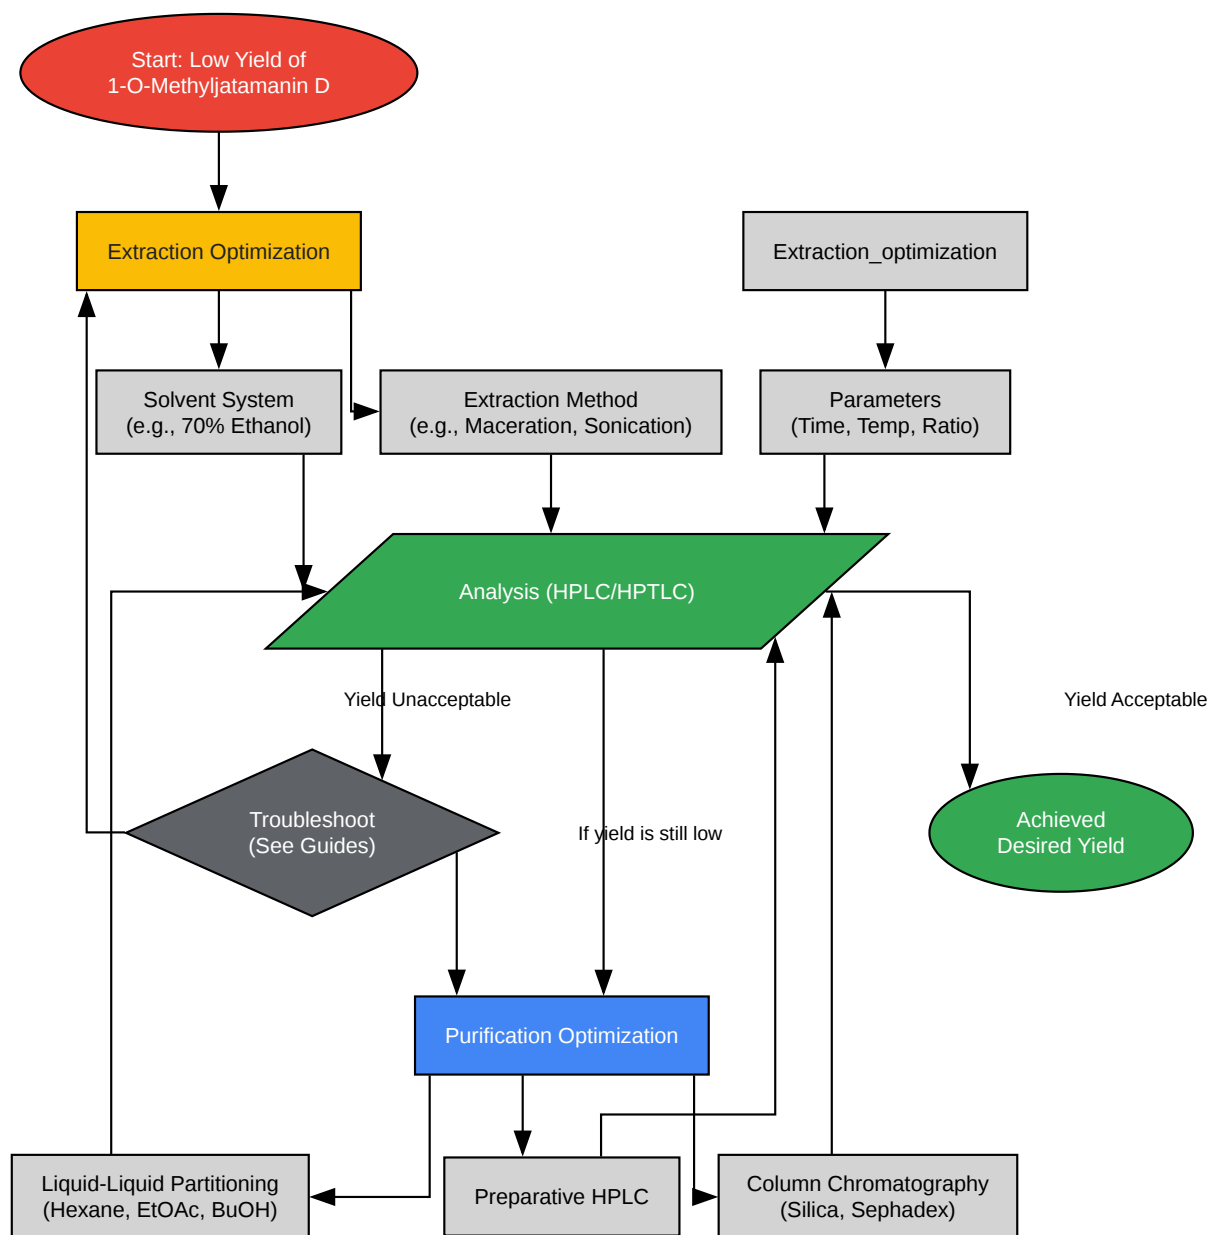 Start: Low Yield of
1-O-Methyljatamanin D
Extraction Optimization
Extraction_optimization
Solvent System
(e.g., 70% Ethanol)
Extraction Method
(e.g., Maceration, Sonication)
Parameters
(Time, Temp, Ratio)
Analysis (HPLC/HPTLC)
Yield Unacceptable
Yield Acceptable
Troubleshoot
(See Guides)
If yield is still low
Achieved
Desired Yield
Purification Optimization
Liquid-Liquid Partitioning
(Hexane, EtOAc, BuOH)
Preparative HPLC
Column Chromatography
(Silica, Sephadex)